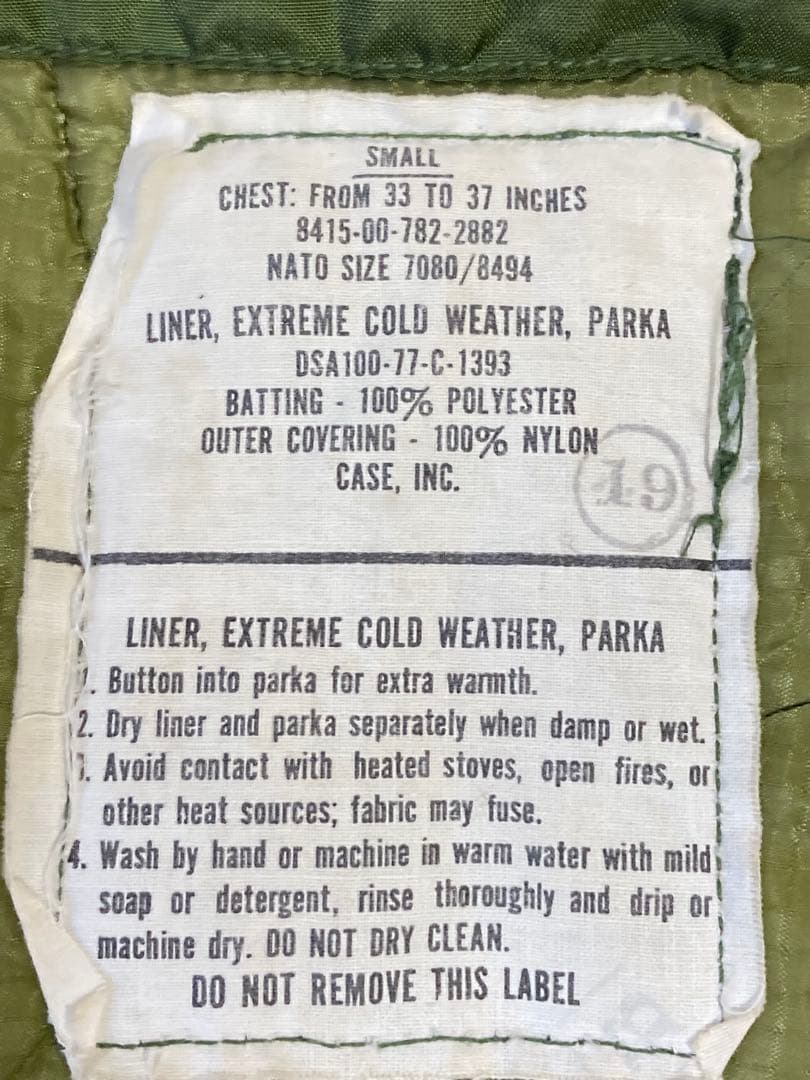 SMALL
CHEST: FROM 33 TO 37 INCHES
8415-00-782-2882
NATO SIZE 7080/8494
LINER, EXTREME COLD WEATHER, PARKA
DSA100-77-C-1393
BATTING - 100% POLYESTER
OUTER COVERING - 100% NYLON
CASE, INC.
49
LINER, EXTREME COLD WEATHER, PARKA
1. Button into parka for extra warmth.
2. Dry liner and parka separately when damp or wet.
3. Avoid contact with heated stoves, open fires, or
other heat sources; fabric may fuse.
4. Wash by hand or machine in warm water with mild
soap or detergent, rinse thoroughly and drip or
machine dry. DO NOT DRY CLEAN.
DO NOT REMOVE THIS LABEL